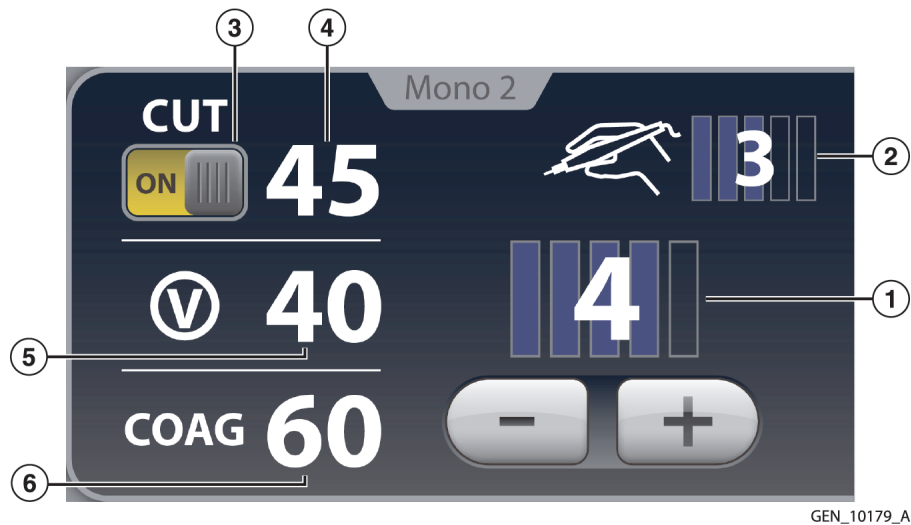 3 4
Mono 2
CUT
ON 45
3 2
V 40
4 1
5
COAG 60
- +
6
GEN_10179_A